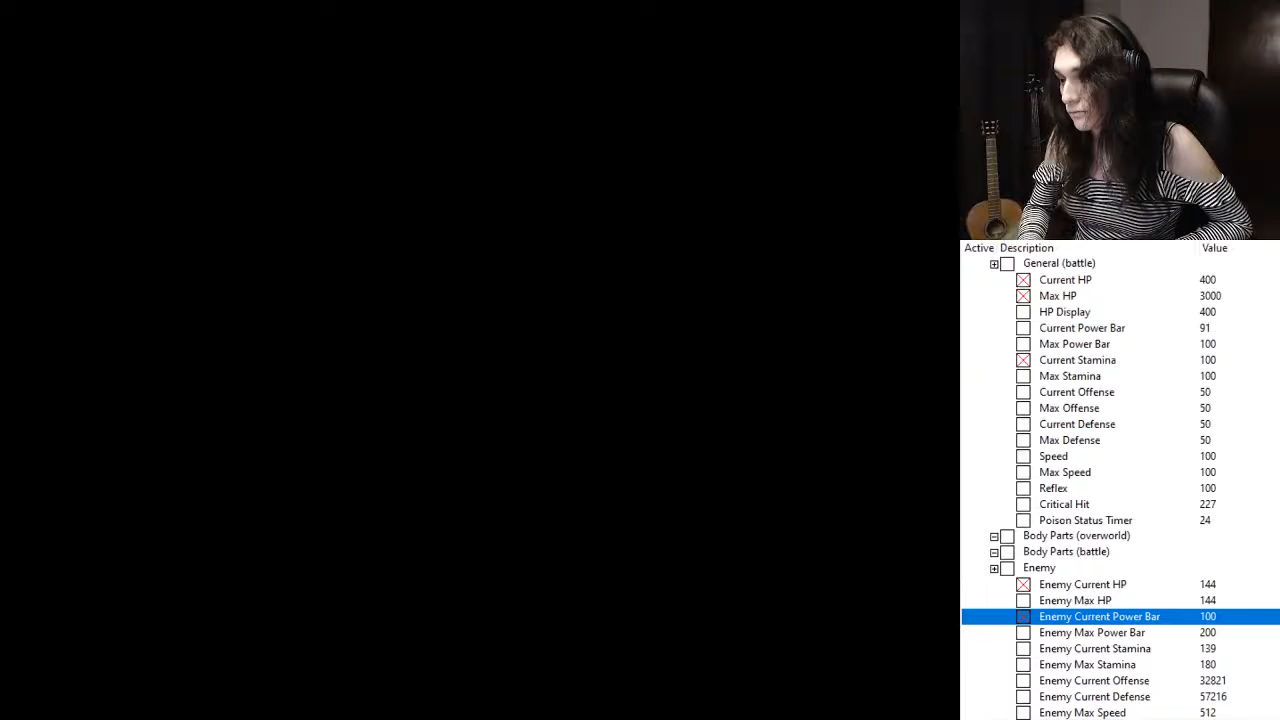 Active Description Value
General (battle)
Current HP 400
Max HP 3000
HP Display 400
Current Power Bar 91
Max Power Bar 100
Current Stamina 100
Max Stamina 100
Current Offense 50
Max Offense 50
Current Defense 50
Max Defense 50
Speed 100
Max Speed 100
Reflex 100
Critical Hit 227
Poison Status Timer 24
Body Parts (overworld)
Body Parts (battle)
Enemy
Enemy Current HP 144
Enemy Max HP 144
Enemy Current Power Bar 100
Enemy Max Power Bar 200
Enemy Current Stamina 139
Enemy Max Stamina 180
Enemy Current Offense 32821
Enemy Current Defense 57216
Enemy Max Speed 512